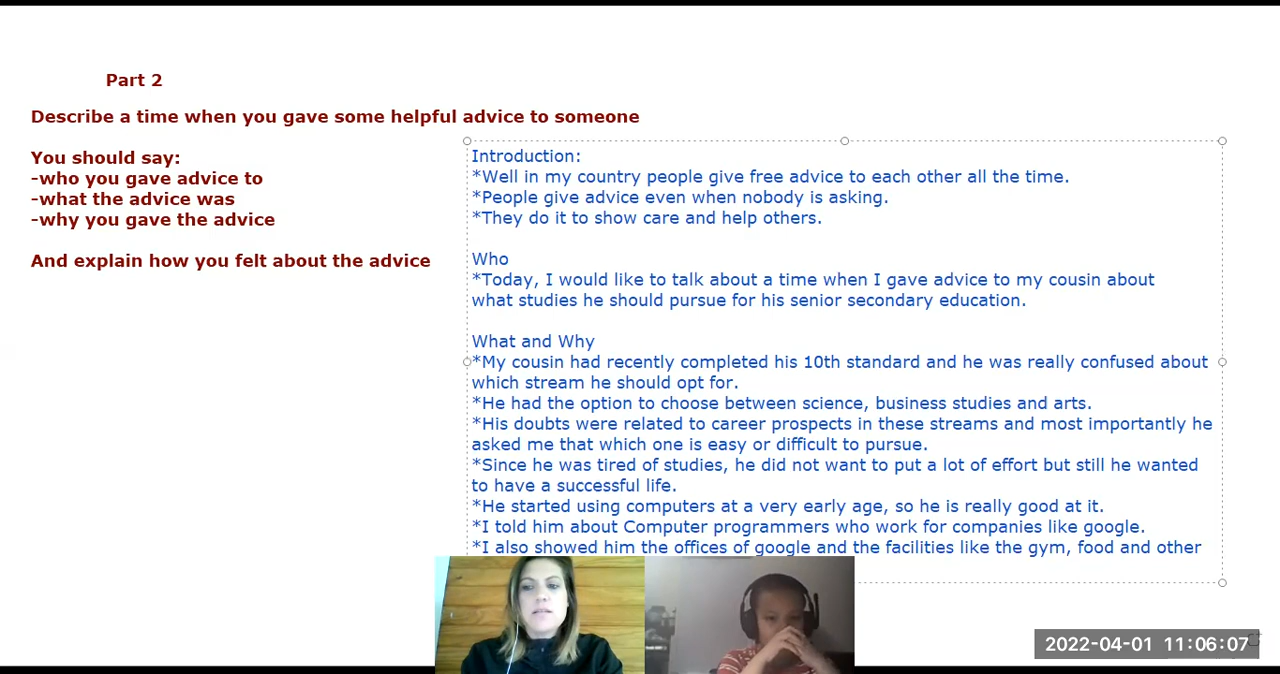 Part 2
Describe a time when you gave some helpful advice to someone
You should say:
-who you gave advice to
-what the advice was
-why you gave the advice
And explain how you felt about the advice
Introduction:
*Well in my country people give free advice to each other all the time.
*People give advice even when nobody is asking.
*They do it to show care and help others.
Who
*Today, I would like to talk about a time when I gave advice to my cousin about
what studies he should pursue for his senior secondary education.
What and Why
*My cousin had recently completed his 10th standard and he was really confused about
which stream he should opt for.
*He had the option to choose between science, business studies and arts.
*His doubts were related to career prospects in these streams and most importantly he
asked me that which one is easy or difficult to pursue.
*Since he was tired of studies, he did not want to put a lot of effort but still he wanted
to have a successful life.
*He started using computers at a very early age, so he is really good at it.
*I told him about Computer programmers who work for companies like google.
*I also showed him the offices of google and the facilities like the gym, food and other
2022-04-01 11:06:07